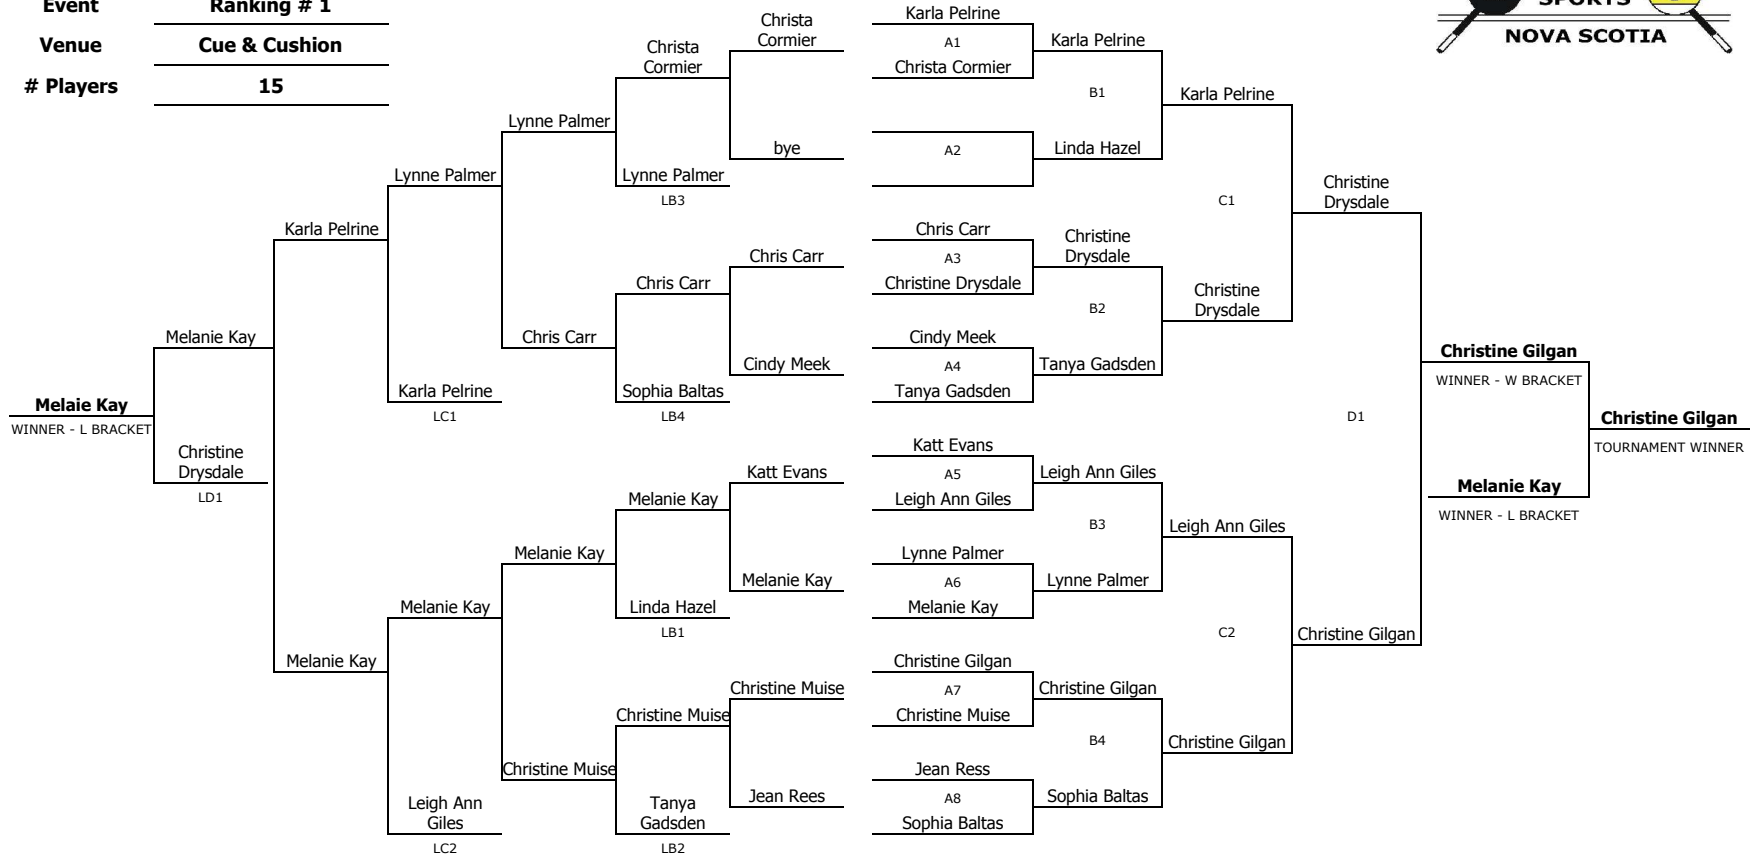 Event
Ranking # 1
Venue
Cue & Cushion
# Players
15
SPORTS
NOVA SCOTIA
Melaie Kay
WINNER - L BRACKET
Melanie Kay
Christine
Drysdale
LD1
Karla Pelrine
Melanie Kay
Lynne Palmer
Karla Pelrine
LC1
Melanie Kay
Leigh Ann
Giles
LC2
Lynne Palmer
Chris Carr
Melanie Kay
Christine Muise
Christa
Cormier
Lynne Palmer
LB3
Chris Carr
Sophia Baltas
LB4
Melanie Kay
Linda Hazel
LB1
Christine Muise
Tanya
Gadsden
LB2
Christa
Cormier
bye
Chris Carr
Cindy Meek
Katt Evans
Melanie Kay
Christine Muise
Jean Rees
Karla Pelrine
A1
Christa Cormier
A2
Chris Carr
A3
Christine Drysdale
Cindy Meek
A4
Tanya Gadsden
Katt Evans
A5
Leigh Ann Giles
Lynne Palmer
A6
Melanie Kay
Christine Gilgan
A7
Christine Muise
Jean Ress
A8
Sophia Baltas
Karla Pelrine
B1
Linda Hazel
Christine
Drysdale
B2
Tanya Gadsden
Leigh Ann Giles
B3
Lynne Palmer
Christine Gilgan
B4
Sophia Baltas
Karla Pelrine
C1
Christine
Drysdale
Leigh Ann Giles
C2
Christine Gilgan
Christine
Drysdale
D1
Christine Gilgan
Christine Gilgan
WINNER - W BRACKET
Melanie Kay
WINNER - L BRACKET
Christine Gilgan
TOURNAMENT WINNER